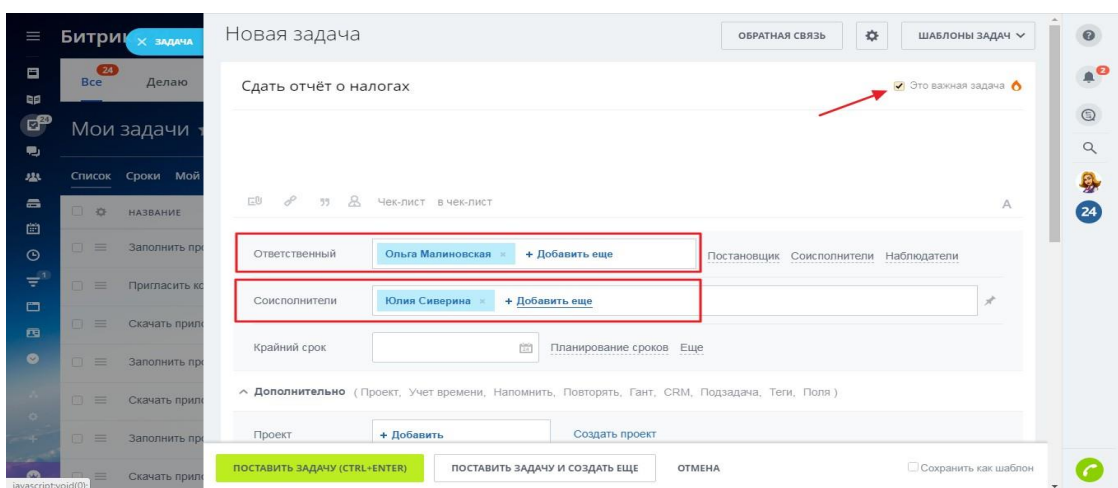 Битри
× ЗАДАЧА
Новая задача
ОБРАТНАЯ СВЯЗЬ
ШАБЛОНЫ ЗАДАЧ
24
Все
Делаю
Сдать отчёт о налогах
Это важная задача
2
24
Мои задачи
Список Сроки Мой
Чек-лист в чек-лист
A
24
НАЗВАНИЕ
Заполнить про
Ответственный
Ольга Малиновская ×
+ Добавить еще
Постановщик Соисполнители Наблюдатели
1
Пригласить ко
Соисполнители
Юлия Сиверина ×
+ Добавить еще
Скачать прило
Крайний срок
Планирование сроков Еще
Заполнить про
Дополнительно (Проект, Учет времени, Напомнить, Повторять, Гант, CRM, Подзадача, Теги, Поля)
Скачать прило
Проект
+ Добавить
Создать проект
Заполнить про
ПОСТАВИТЬ ЗАДАЧУ (CTRL+ENTER)
ПОСТАВИТЬ ЗАДАЧУ И СОЗДАТЬ ЕЩЕ
ОТМЕНА
Сохранить как шаблон
Скачать прило
javascript:void(0);